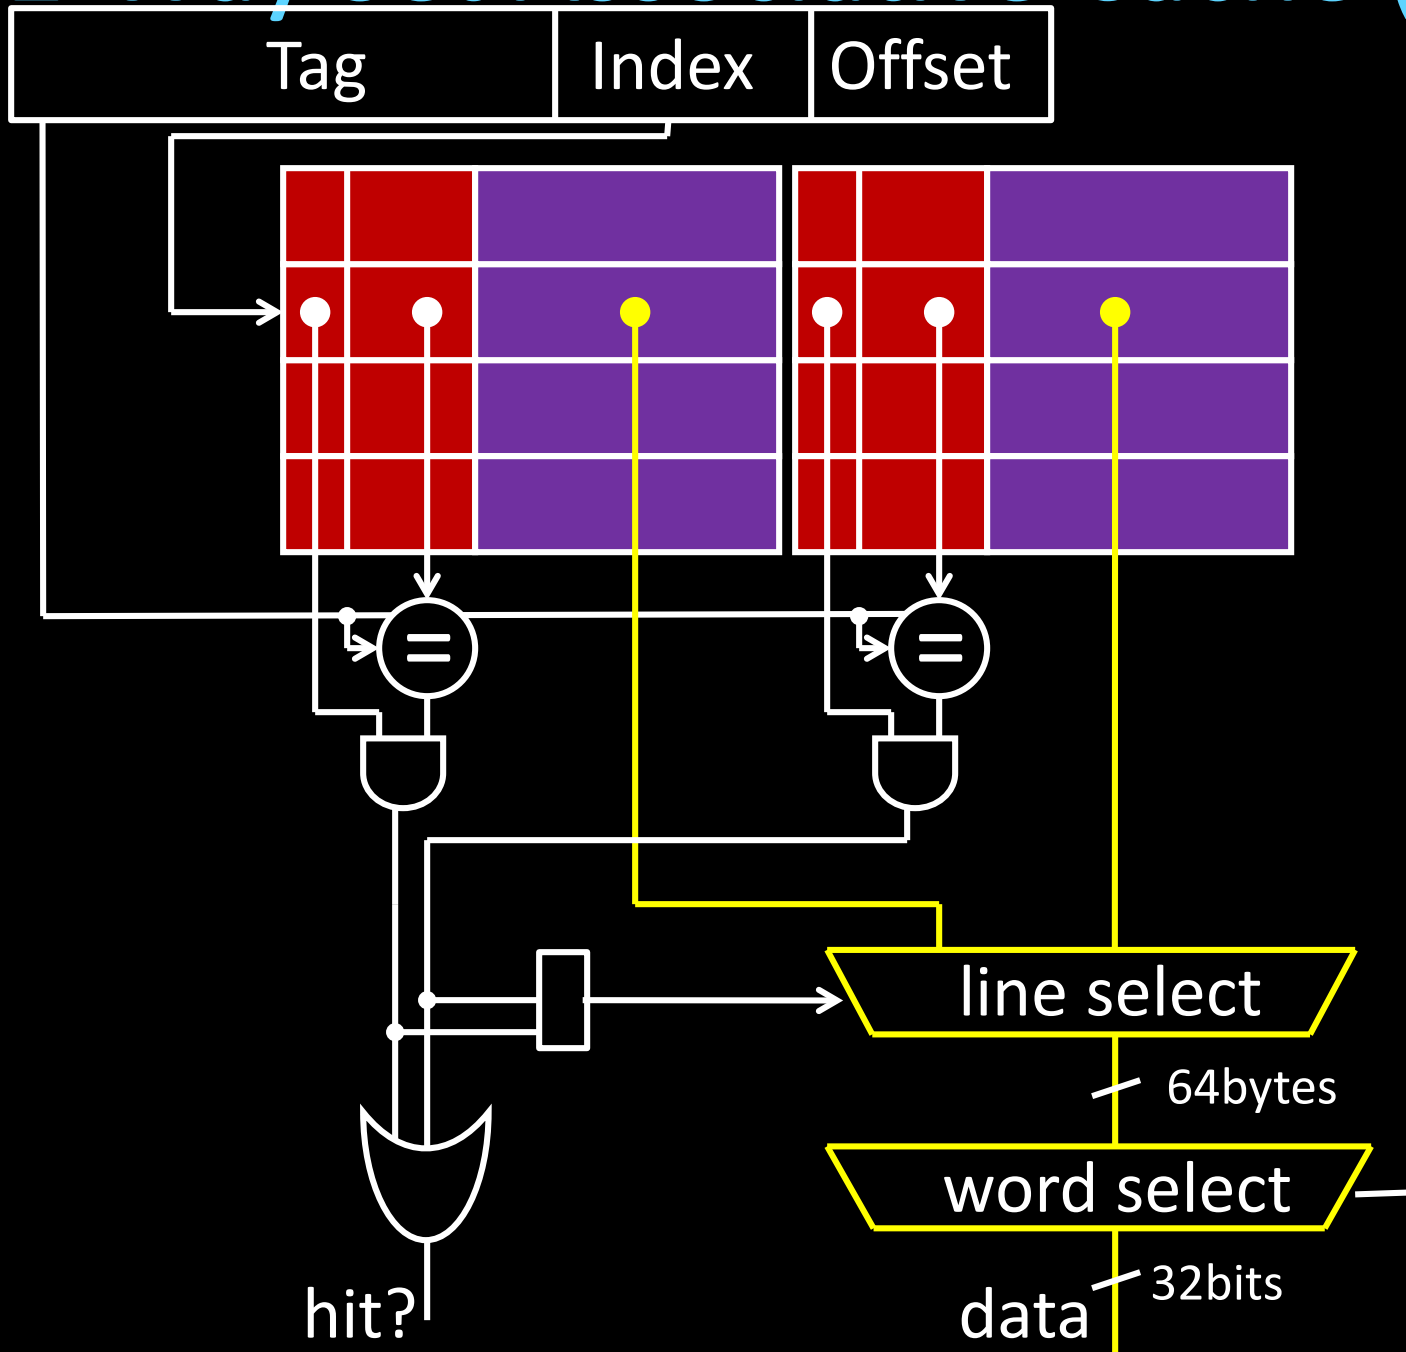 Tag Index Offset
=
=
line select
64bytes
word select
32bits
hit?
data